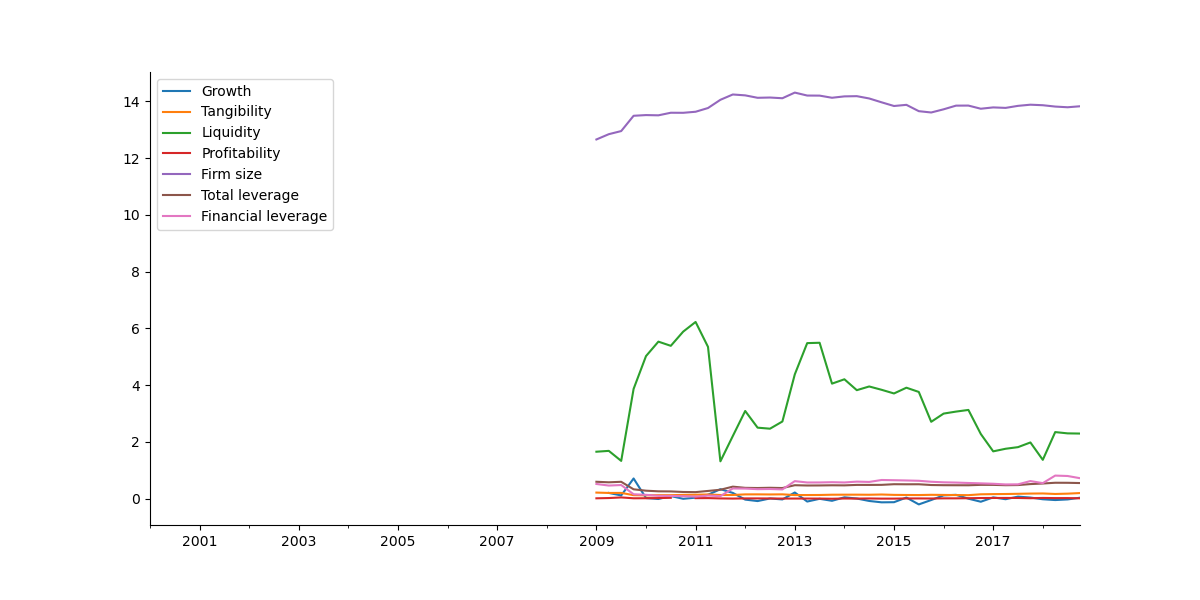 Growth
Tangibility
Liquidity
Profitability
Firm size
Total leverage
Financial leverage
14
12
10
8
6
4
2
0
2001 2003 2005 2007 2009 2011 2013 2015 2017